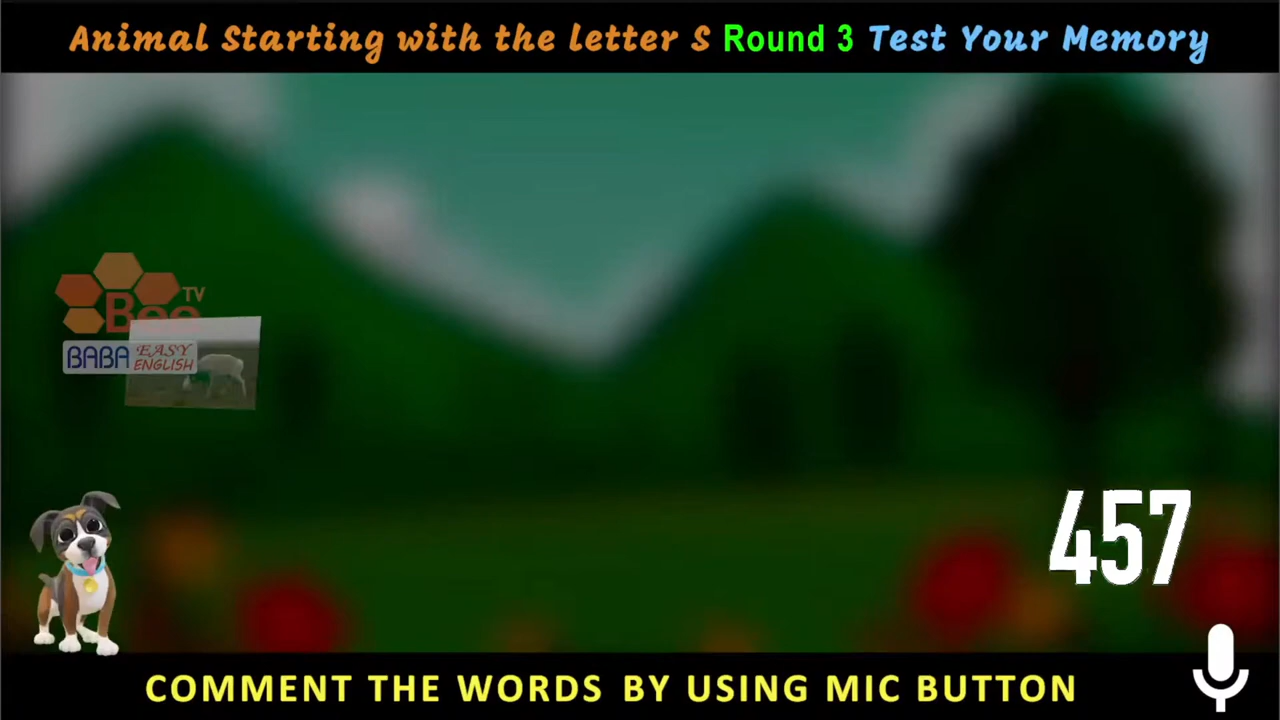 Animal Starting with the letter S Round 3 Test Your Memory
TV
Bee
BABA EASY ENGLISH
457
COMMENT THE WORDS BY USING MIC BUTTON